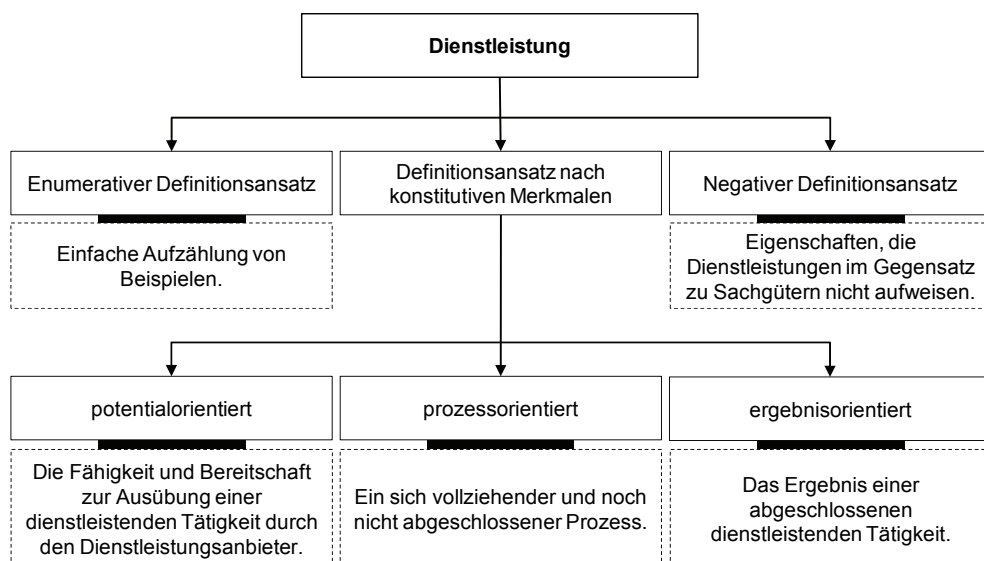 Dienstleistung
Enumerativer Definitionsansatz
Definitionsansatz nach
konstitutiven Merkmalen
Negativer Definitionsansatz
Einfache Aufzählung von
Beispielen.
Eigenschaften, die
Dienstleistungen im Gegensatz
zu Sachgütern nicht aufweisen.
potentialorientiert
prozessorientiert
ergebnisorientiert
Die Fähigkeit und Bereitschaft
zur Ausübung einer
dienstleistenden Tätigkeit durch
den Dienstleistungsanbieter.
Ein sich vollziehender und noch
nicht abgeschlossener Prozess.
Das Ergebnis einer
abgeschlossenen
dienstleistenden Tätigkeit.